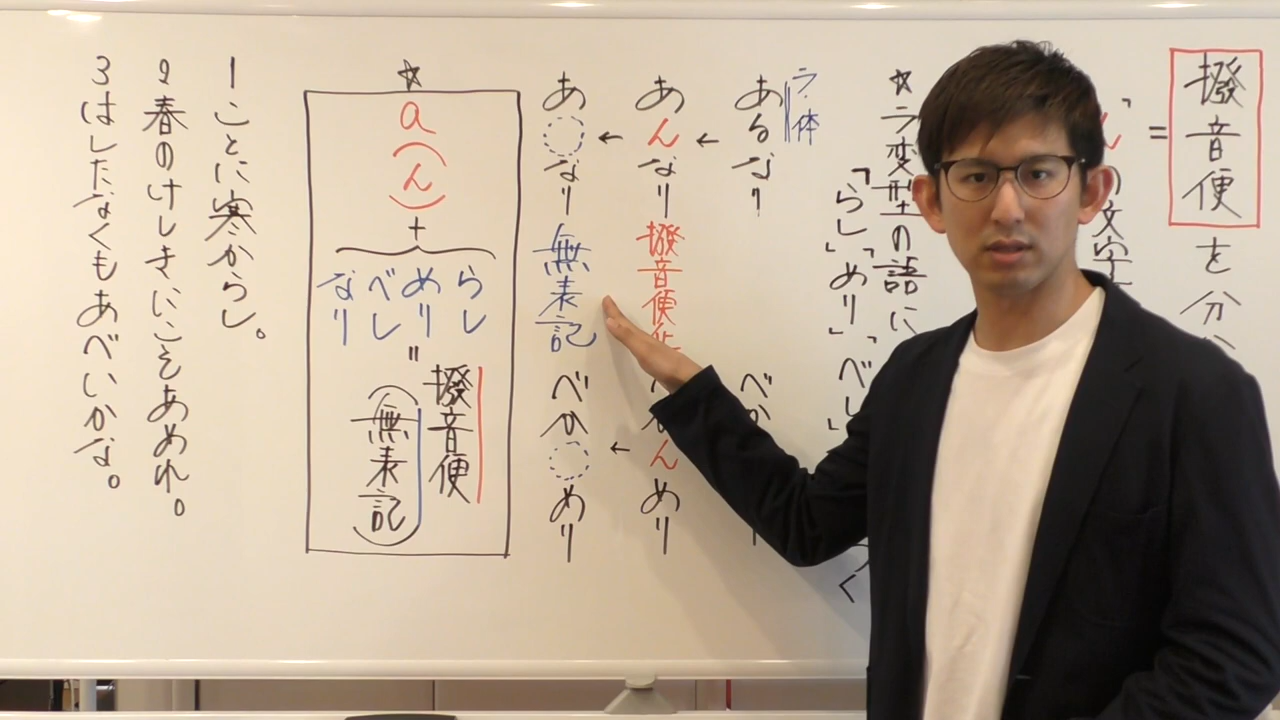 撥音便を分
=「ん」の文字
☆ラ変型の語に
「らし」「めり」「べし」
つく
ラ・体
あるなり
べか
あんなり
撥音便化
かんめり
あ なり
無表記
べか めり
←
←
←
☆
a(ん)
+
らし
めり
べし
なり
=
撥音便
(無表記)
1ことに寒からし。
2春のけしきにこそあめれ。
3はしたなくもあべいかな。